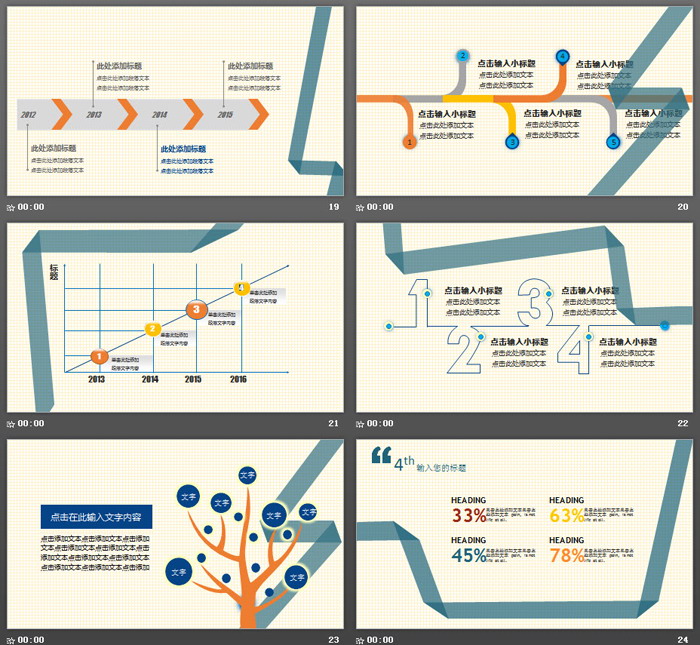 此处添加标题
点击此处添加段落文本
点击此处添加段落文本
此处添加标题
点击此处添加段落文本
点击此处添加段落文本
2012
2013
2014
2015
此处添加标题
点击此处添加段落文本
点击此处添加段落文本
此处添加标题
点击此处添加段落文本
点击此处添加段落文本
00:00
19
2
点击输入小标题
点击此处添加文本
点击此处添加文本
4
点击输入小标题
点击此处添加文本
点击此处添加文本
1
点击输入小标题
点击此处添加文本
点击此处添加文本
3
点击输入小标题
点击此处添加文本
点击此处添加文本
5
点击输入小标题
点击此处添加文本
点击此处添加文本
00:00
20
标题
4
单击此处添加
段落文字内容
3
单击此处添加
段落文字内容
2
单击此处添加
段落文字内容
1
单击此处添加
段落文字内容
2013
2014
2015
2016
00:00
21
1
点击输入小标题
点击此处添加文本
点击此处添加文本
3
点击输入小标题
点击此处添加文本
点击此处添加文本
2
点击输入小标题
点击此处添加文本
点击此处添加文本
4
点击输入小标题
点击此处添加文本
点击此处添加文本
00:00
22
点击在此输入文字内容
点击添加文本点击添加文本点击添加
文本点击添加文本点击添加文本点击
添加文本点击添加文本点击添加文本
点击添加文本点击添加文本点击添加
文字
文字
文字
文字
文字
文字
文字
00:00
23
“
4th 输入您的标题
HEADING
33%
HEADING
63%
HEADING
45%
HEADING
78%
00:00
24